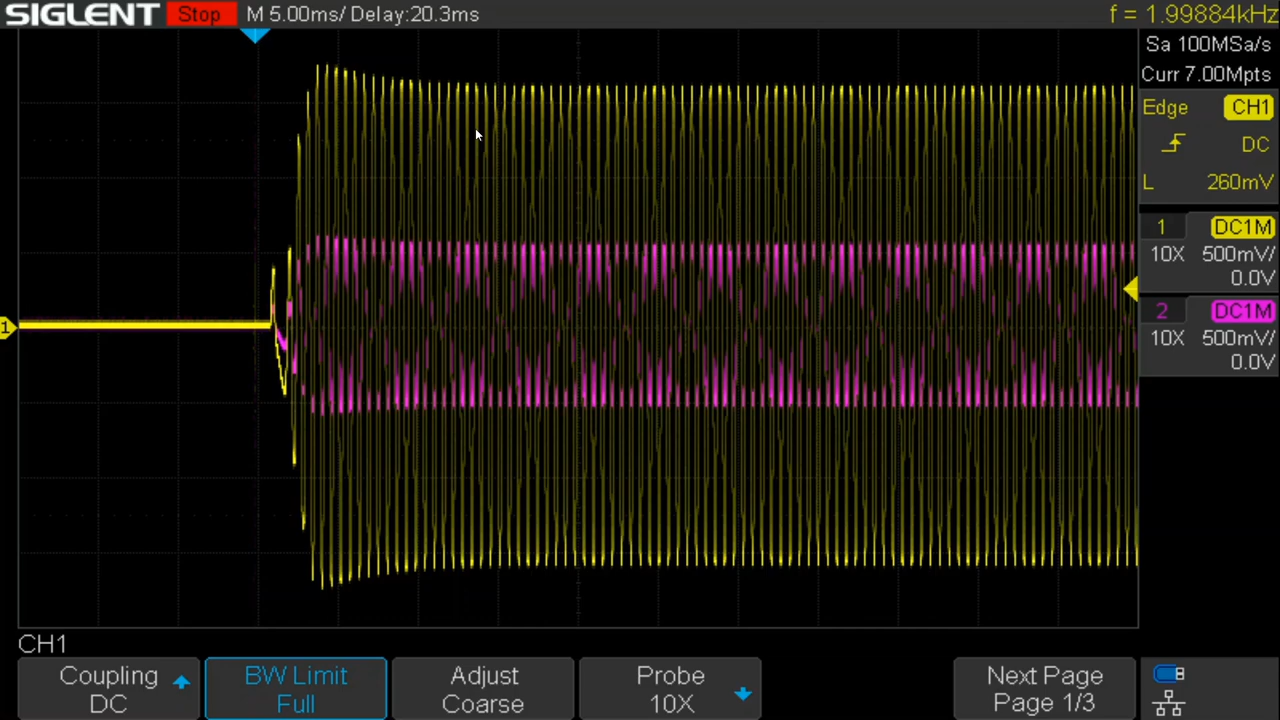 SIGLENT Stop M 5.00ms/ Delay:20.3ms f = 1.99884kHz
Sa 100MSa/s
Curr 7.00Mpts
Edge CH1
DC
L 260mV
1 DC1M
10X 500mV/
0.0V
2 DC1M
10X 500mV/
0.0V
1
CH1
Coupling
DC
BW Limit
Full
Adjust
Coarse
Probe
10X
Next Page
Page 1/3